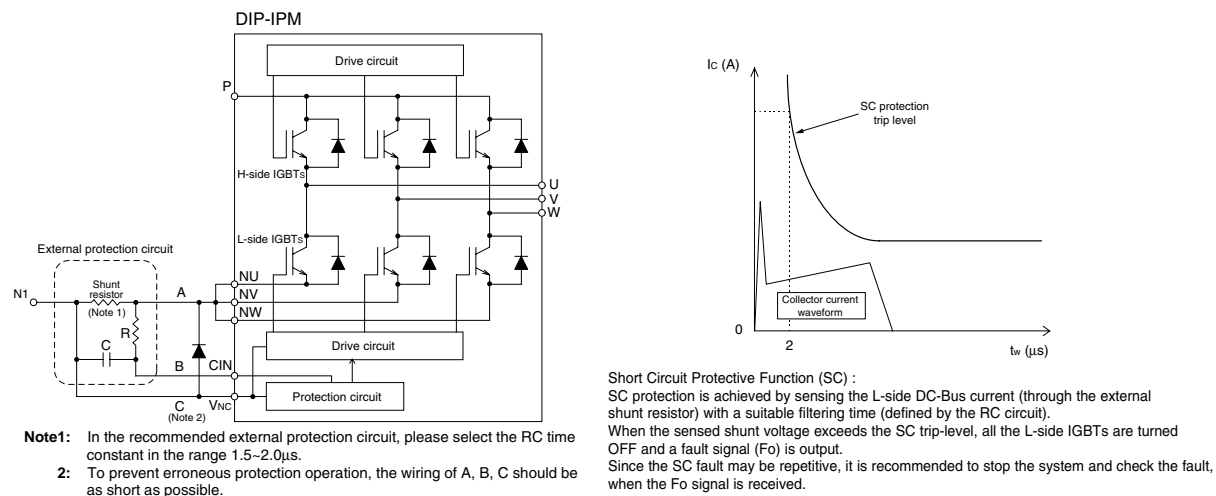 DIP-IPM
Drive circuit
P
H-side IGBTs
U
V
W
L-side IGBTs
External protection circuit
NU
N1
Shunt
resistor
(Note 1)
A
NV
NW
R
C
Drive circuit
B
CIN
Protection circuit
C
(Note 2)
VNC
Note1: In the recommended external protection circuit, please select the RC time
constant in the range 1.5~2.0μs.
2: To prevent erroneous protection operation, the wiring of A, B, C should be
as short as possible.
IC (A)
SC protection
trip level
Collector current
waveform
0
2
tw (μs)
Short Circuit Protective Function (SC) :
SC protection is achieved by sensing the L-side DC-Bus current (through the external
shunt resistor) with a suitable filtering time (defined by the RC circuit).
When the sensed shunt voltage exceeds the SC trip-level, all the L-side IGBTs are turned
OFF and a fault signal (Fo) is output.
Since the SC fault may be repetitive, it is recommended to stop the system and check the fault,
when the Fo signal is received.